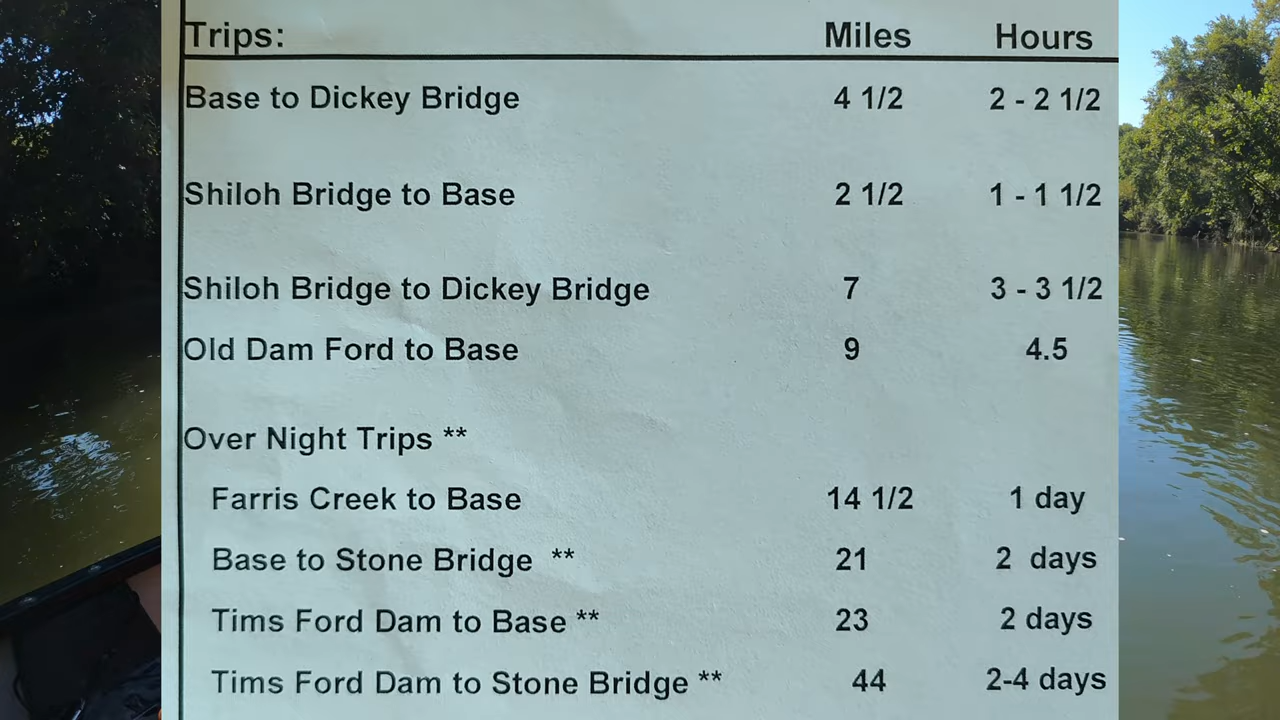 Trips: Miles Hours
Base to Dickey Bridge 4 1/2 2 - 2 1/2
Shiloh Bridge to Base 2 1/2 1 - 1 1/2
Shiloh Bridge to Dickey Bridge 7 3 - 3 1/2
Old Dam Ford to Base 9 4.5
Over Night Trips **
Farris Creek to Base 14 1/2 1 day
Base to Stone Bridge ** 21 2 days
Tims Ford Dam to Base ** 23 2 days
Tims Ford Dam to Stone Bridge ** 44 2-4 days